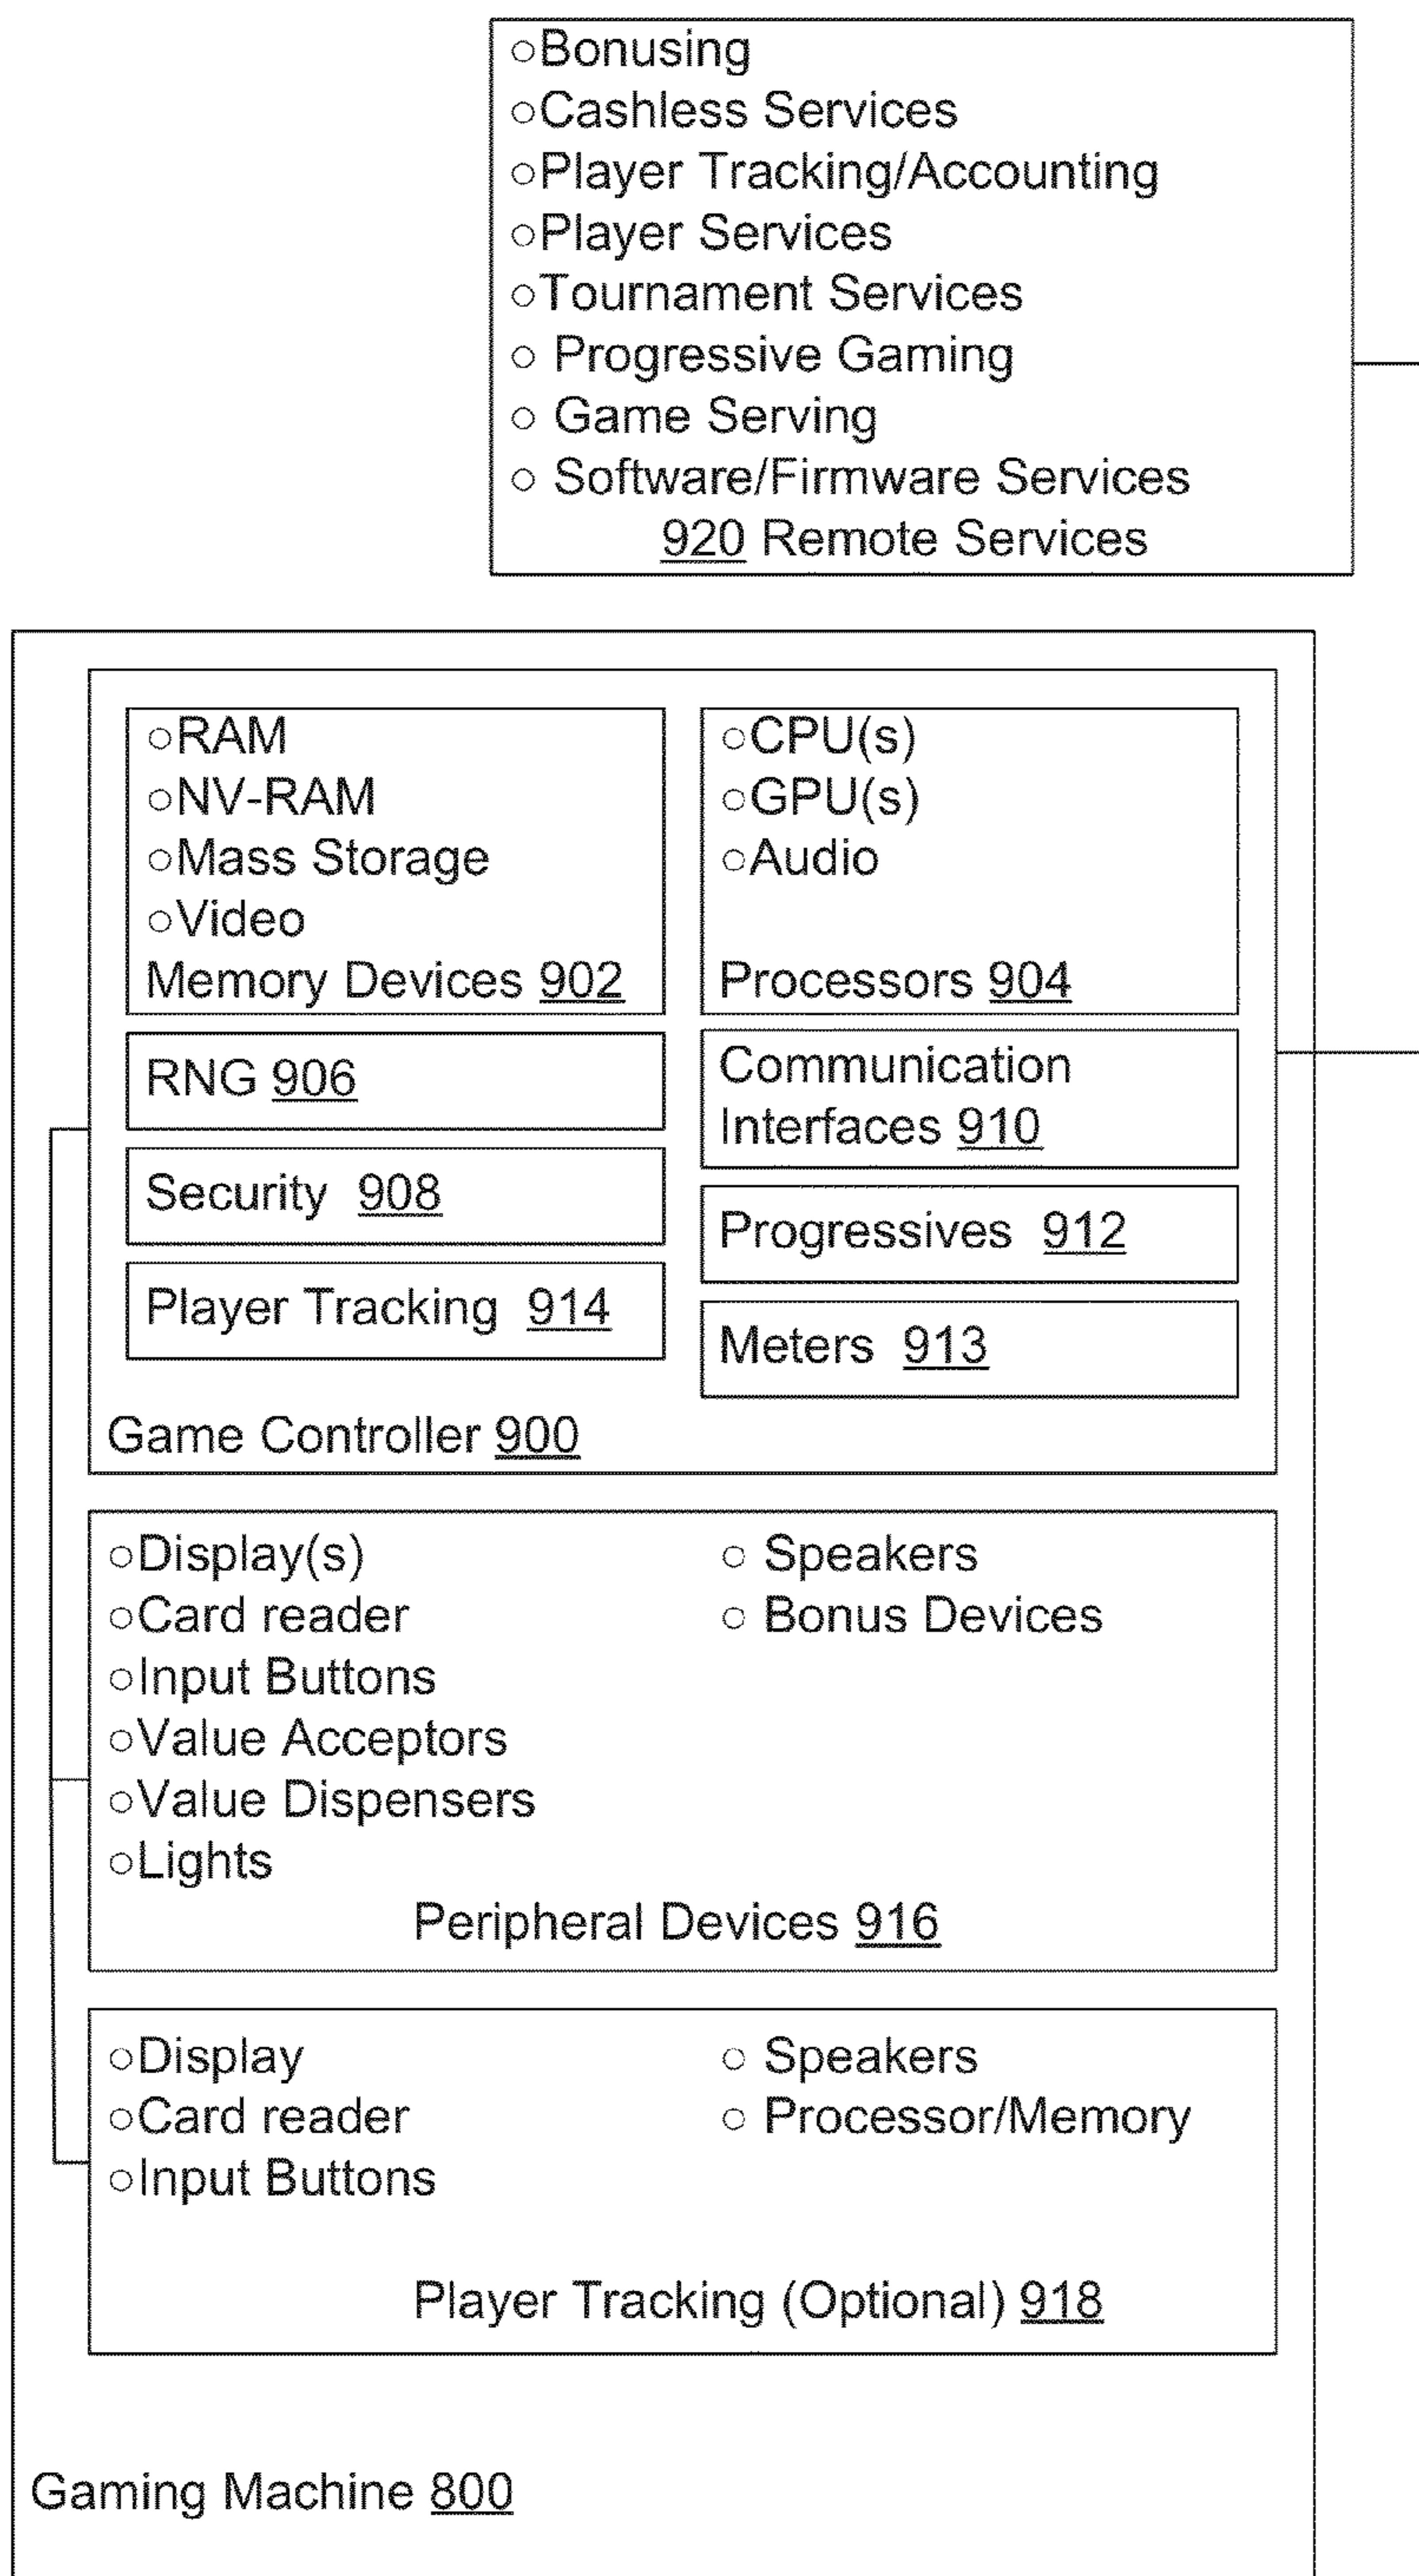 ○Bonusing
○Cashless Services
○Player Tracking/Accounting
○Player Services
○Tournament Services
○ Progressive Gaming
○ Game Serving
○ Software/Firmware Services
920 Remote Services
○RAM
○NV-RAM
○Mass Storage
○Video
Memory Devices 902
○CPU(s)
○GPU(s)
○Audio
Processors 904
RNG 906
Security 908
Player Tracking 914
Communication
Interfaces 910
Progressives 912
Meters 913
Game Controller 900
○Display(s)
○Card reader
○Input Buttons
○Value Acceptors
○Value Dispensers
○Lights
○ Speakers
○ Bonus Devices
Peripheral Devices 916
○Display
○Card reader
○Input Buttons
○ Speakers
○ Processor/Memory
Player Tracking (Optional) 918
Gaming Machine 800